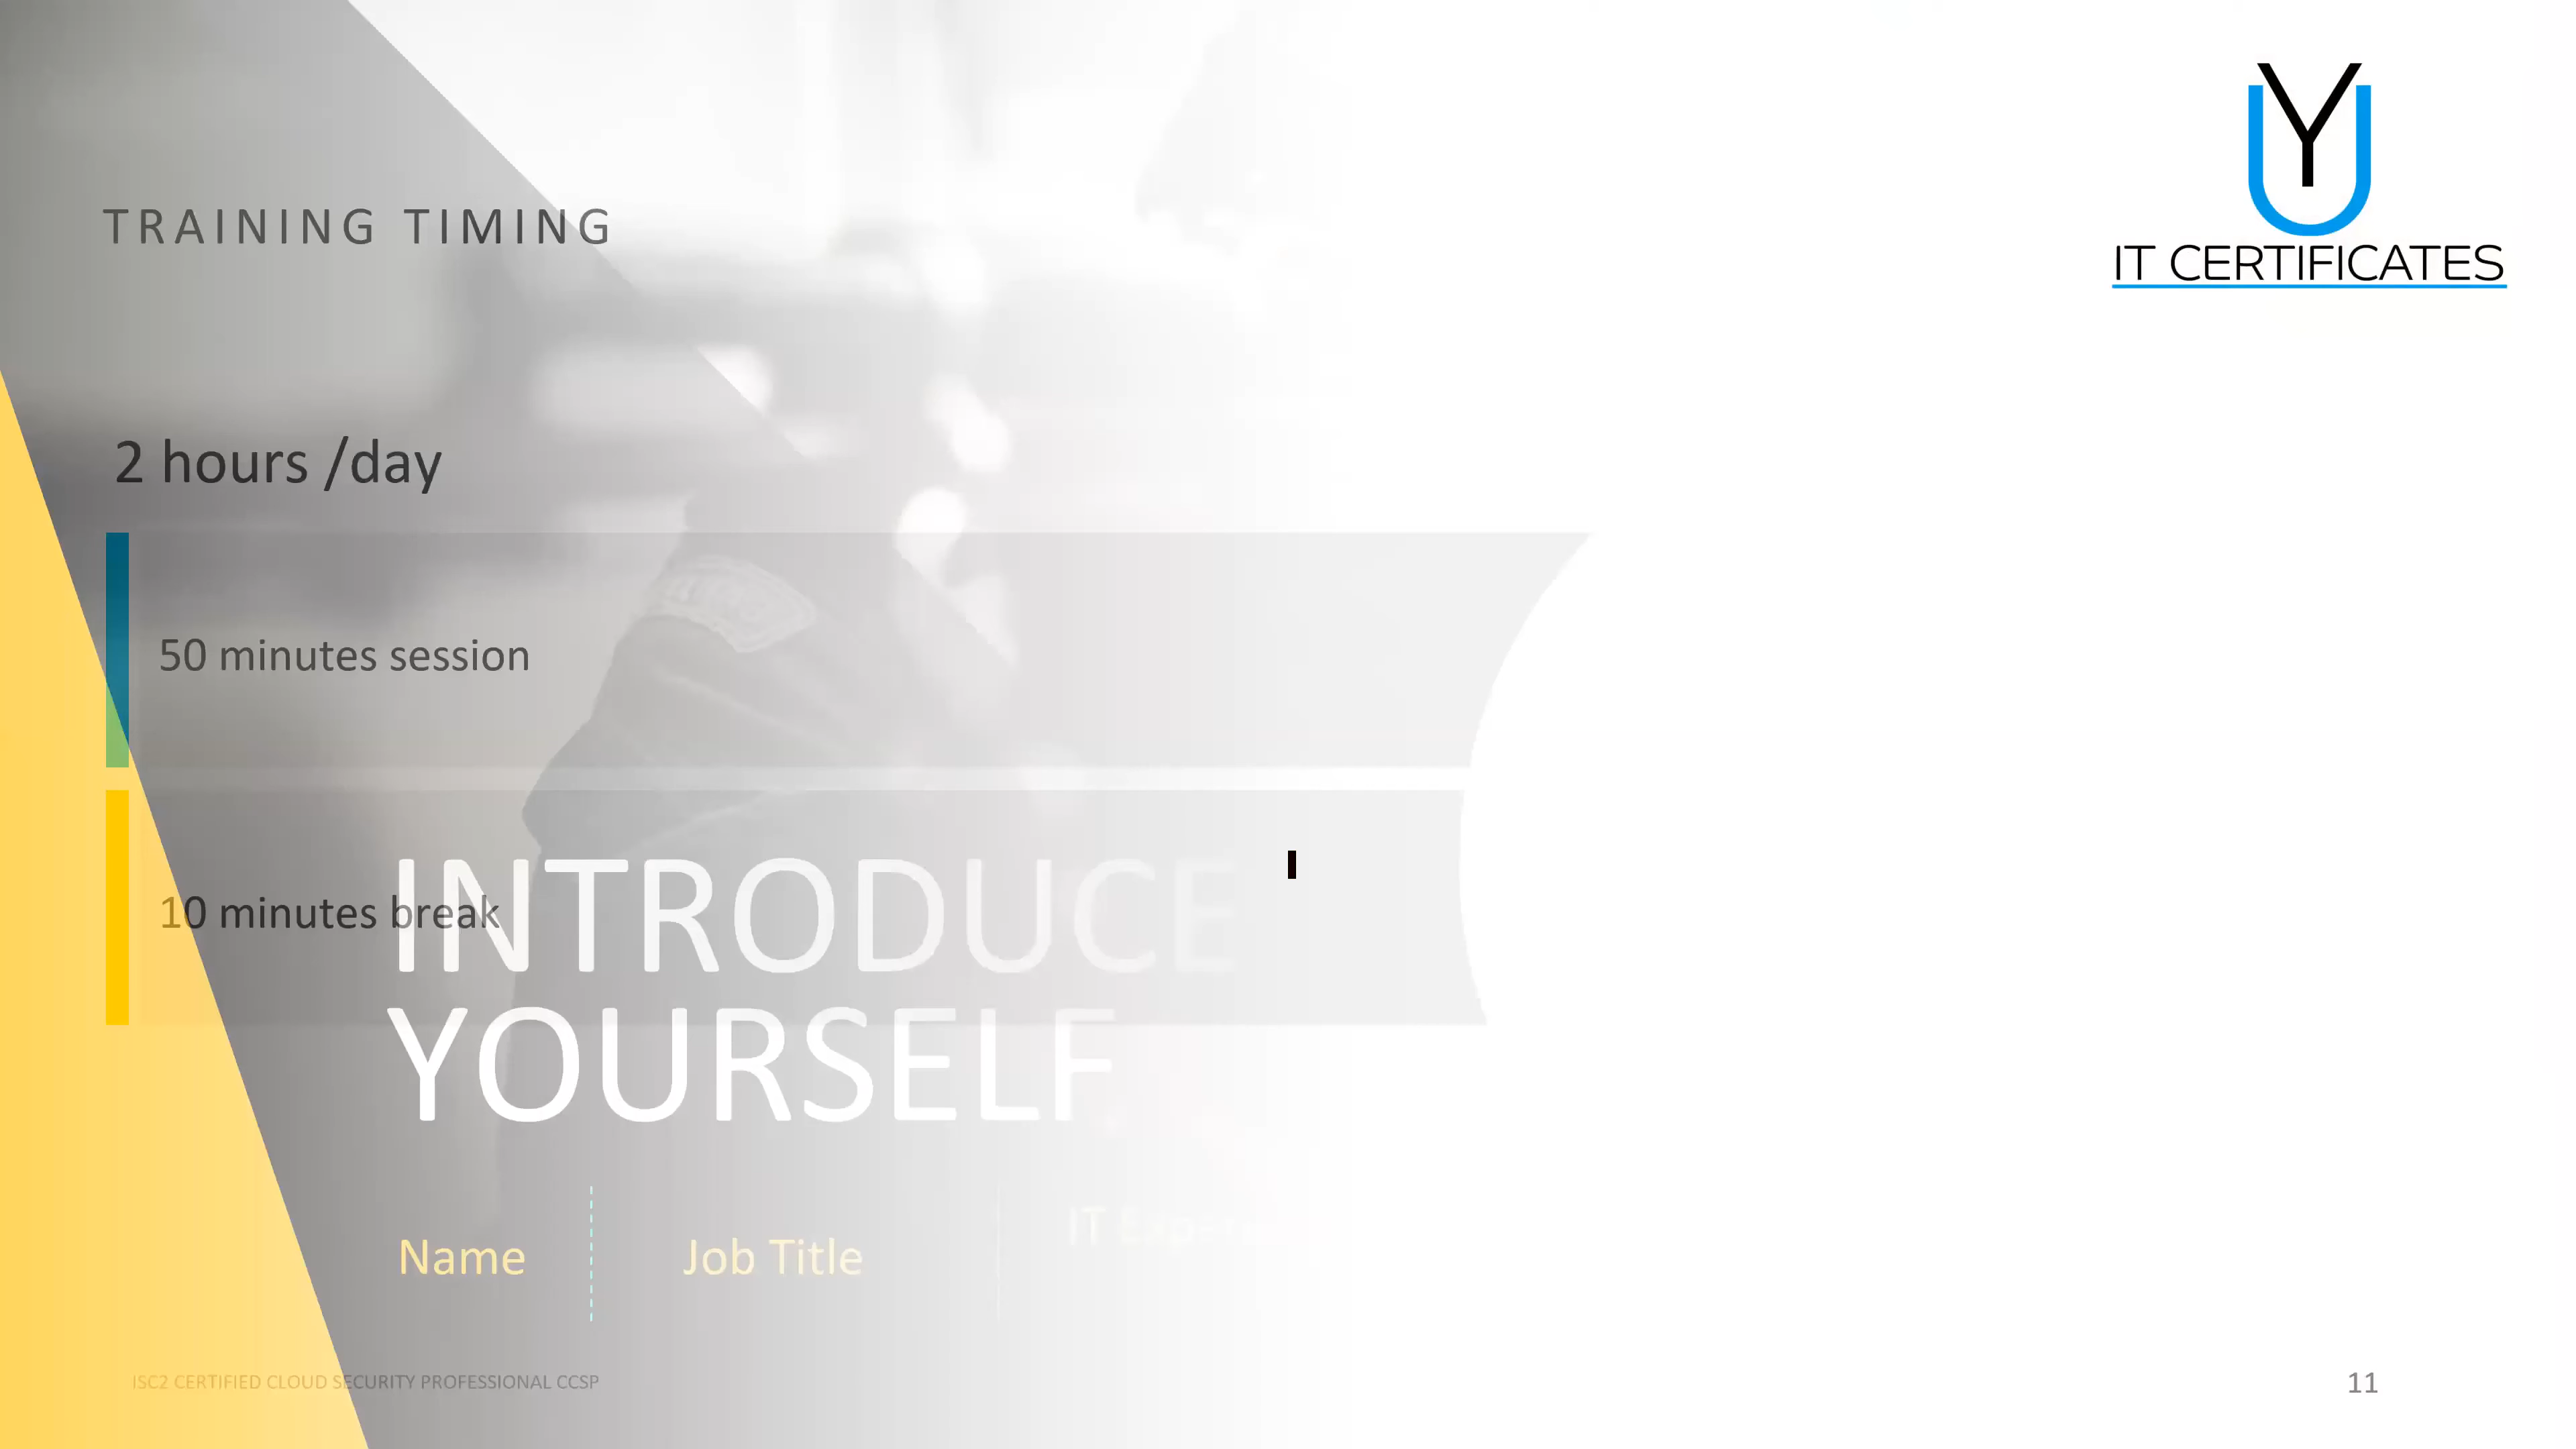 TRAINING TIMING
IT CERTIFICATES
2 hours /day
50 minutes session
10 minutes break
INTRODUCE
YOURSELF
Name
Job Title
IT
ISC2 CERTIFIED CLOUD SECURITY PROFESSIONAL CCSP
11